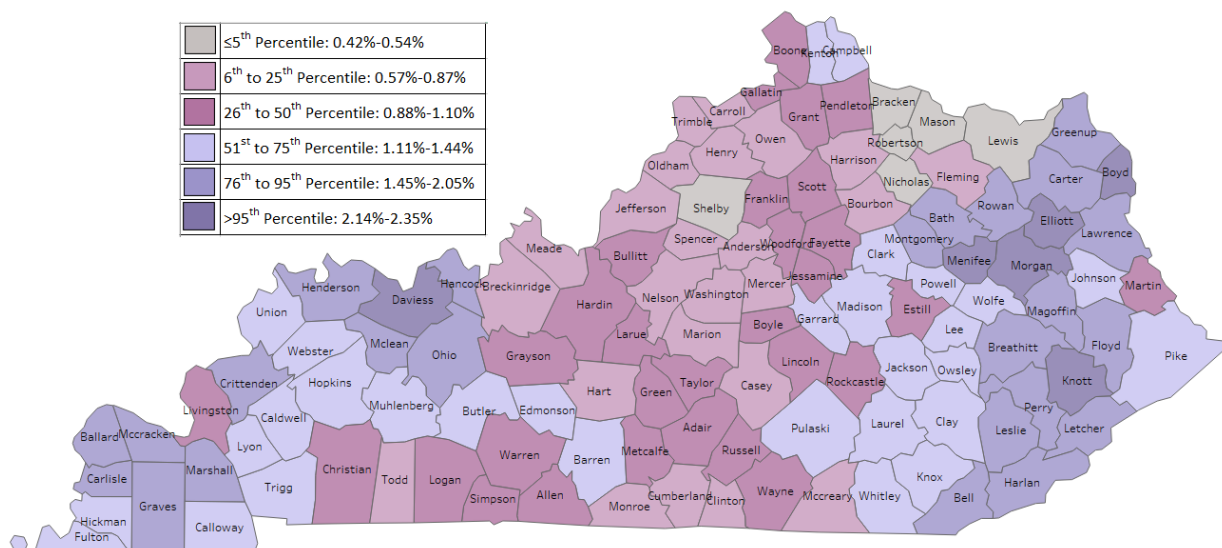 ≤5th Percentile: 0.42%-0.54%
6th to 25th Percentile: 0.57%-0.87%
26th to 50th Percentile: 0.88%-1.10%
51st to 75th Percentile: 1.11%-1.44%
76th to 95th Percentile: 1.45%-2.05%
>95th Percentile: 2.14%-2.35%
Boone Kenton Campbell
Gallatin
Carroll Grant Pendleton Bracken
Trimble Mason
Owen Lewis Greenup
Henry Robertson
Oldham Harrison
Nicholas Fleming Carter Boyd
Scott
Shelby Franklin Rowan
Jefferson Bourbon
Bath Elliott
Spencer Anderson Woodford Fayette Montgomery Lawrence
Meade
Bullitt Clark Menifee Morgan
Hancock Jessamine Johnson
Henderson Breckinridge Mercer Powell Martin
Daviess Nelson Washington
Hardin Madison Wolfe
Union Garrard Estill Magoffin
Larue Marion Boyle Lee
Mclean Breathitt Floyd
Webster Ohio Grayson Pike
Lincoln
Jackson Owsley
Crittenden Hopkins Green Taylor Casey Rockcastle Knott
Hart
Livingston Muhlenberg
Caldwell Butler Edmonson Perry
Adair Pulaski Laurel Clay
Ballard Mccracken Letcher
Lyon Leslie
Warren Metcalfe Russell
Marshall Barren
Carlisle Christian Todd Logan Knox Harlan
Graves Trigg Simpson Allen Cumberland Clinton Wayne Mccreary Whitley Bell
Monroe
Hickman Calloway
Fulton